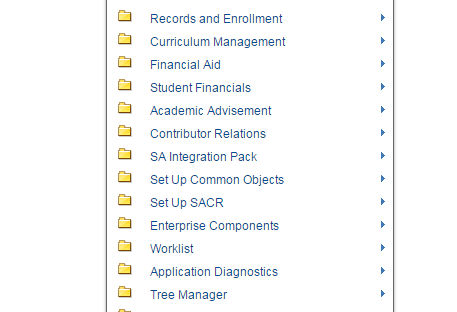 Records and Enrollment
Curriculum Management
Financial Aid
Student Financials
Academic Advisement
Contributor Relations
SA Integration Pack
Set Up Common Objects
Set Up SACR
Enterprise Components
Worklist
Application Diagnostics
Tree Manager